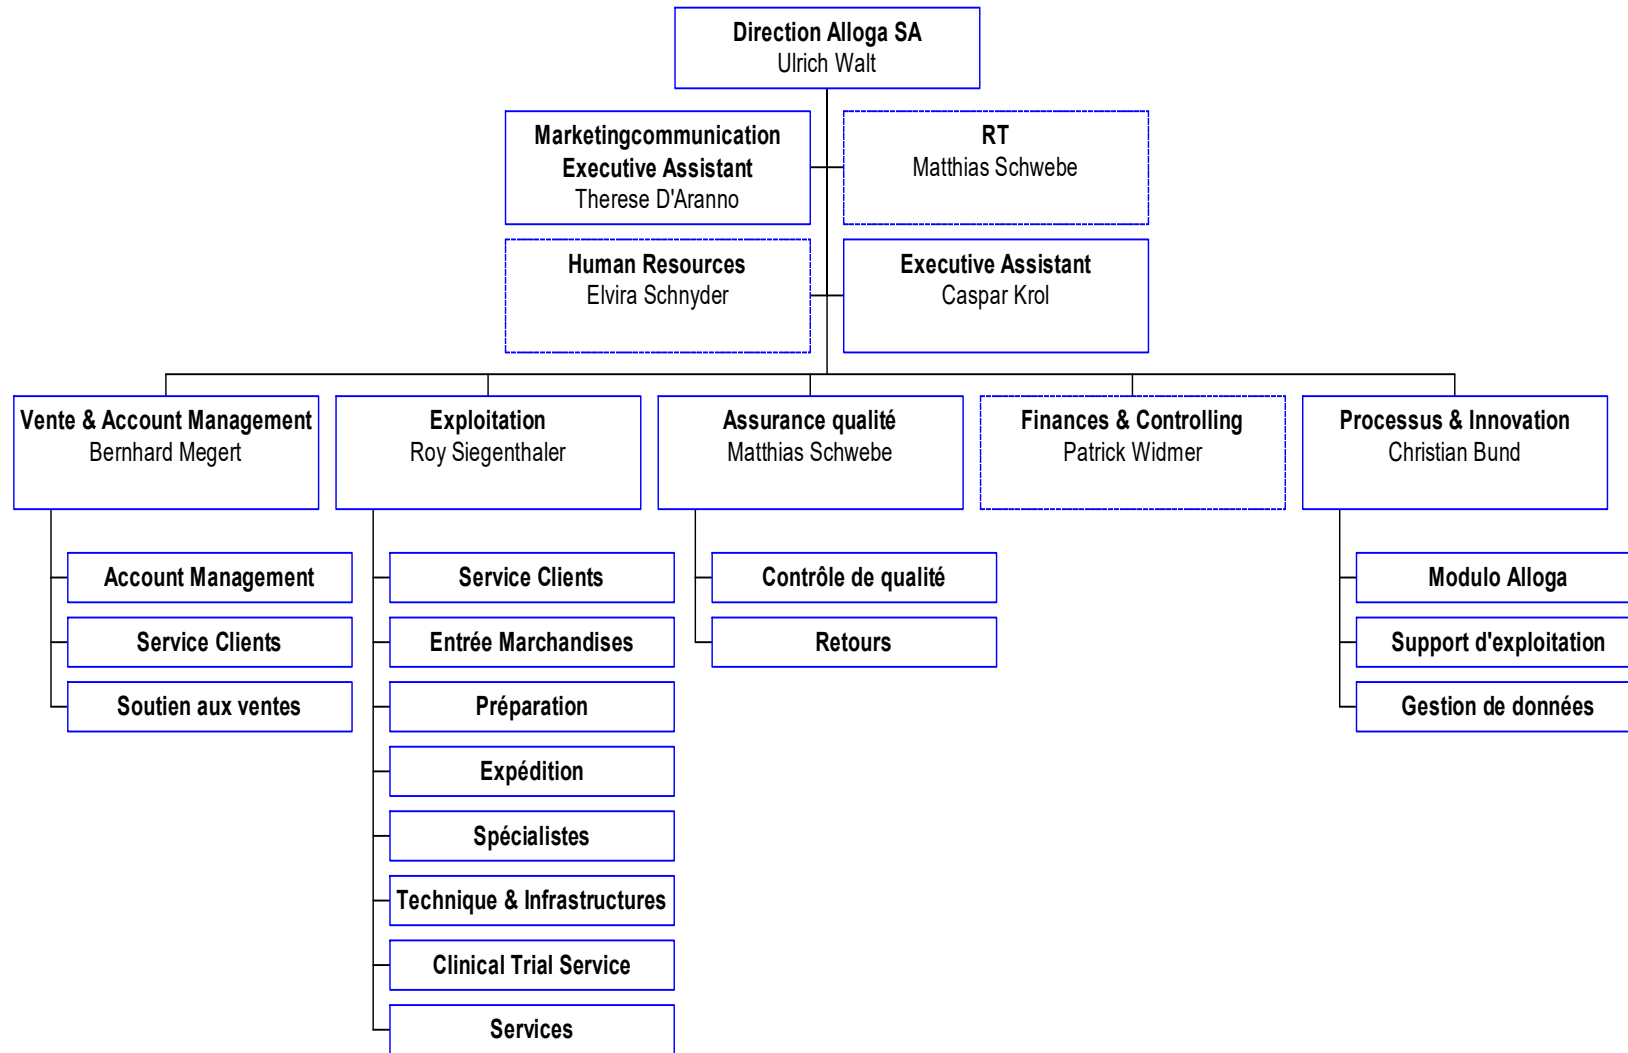 Direction Alloga SA
Ulrich Walt
Marketingcommunication
Executive Assistant
Therese D'Aranno
RT
Matthias Schwebe
Human Resources
Elvira Schnyder
Executive Assistant
Caspar Krol
Vente & Account Management
Bernhard Megert
Exploitation
Roy Siegenthaler
Assurance qualité
Matthias Schwebe
Finances & Controlling
Patrick Widmer
Processus & Innovation
Christian Bund
Account Management
Service Clients
Soutien aux ventes
Service Clients
Entrée Marchandises
Préparation
Expédition
Spécialistes
Technique & Infrastructures
Clinical Trial Service
Services
Contrôle de qualité
Retours
Modulo Alloga
Support d'exploitation
Gestion de données